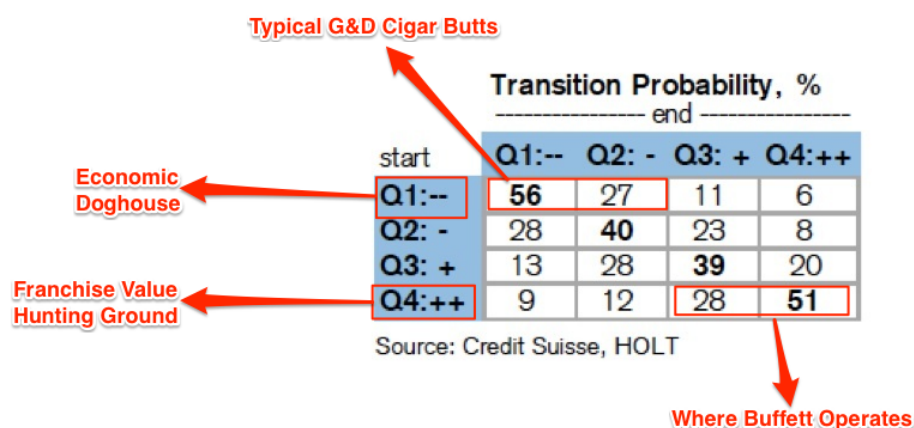 Typical G&D Cigar Butts
Transition Probability, %
---------------- end ----------------
start Q1:-- Q2: - Q3: + Q4:++
Economic
Doghouse
Q1:-- 56 27 11 6
Q2: - 28 40 23 8
Q3: + 13 28 39 20
Franchise Value
Hunting Ground
Q4:++ 9 12 28 51
Source: Credit Suisse, HOLT
Where Buffett Operates